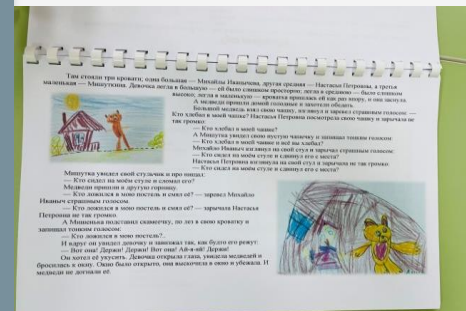 Там стояли три кровати; одна большая — Михайлы Иванычева, другая средняя — Настасьи Петровны, а третья
маленькая — Мишуткина. Девочка легла в большую — ей было слишком просторно; легла в среднюю — было слишком
высоко; легла в маленькую — кроватка пришлась ей как раз впору, и она заснула.
А медведи пришли домой голодные и захотели обедать.
Большой медведь взял свою чашку, взглянул и заревел страшным голосом: —
Кто хлебал в моей чашке? Настасья Петровна посмотрела свою чашку и зарычала не
так громко:
— Кто хлебал в моей чашке?
А Мишутка увидел свою пустую чашечку и запищал тонким голосом:
— Кто хлебал в моей чашке и всё вы хлебал?
Михайло Иваныч взглянул на свой стул и зарычал страшным голосом:
— Кто сидел на моём стуле и сдвинул его с места?
Настасья Петровна взглянула на свой стул и зарычала не так громко:
— Кто сидел на моём стуле и сдвинул его с места?
Мишутка увидел свой стульчик и про пищал:
— Кто сидел на моём стуле и сломал его?
Медведи пришли в другую горницу.
— Кто ложился в мою постель и смял её? — заревел Михайло
Иваныч страшным голосом.
— Кто ложился в мою постель и смял её? — зарычала Настасья
Петровна не так громко.
А Мишенька подставил скамеечку, по лез в свою кроватку и
запищал тонким голосом:
— Кто ложился в мою постель?..
И вдруг он увидел девочку и завизжал так, как будто его режут:
— Вот она! Держи! Держи! Вот она! Ай-я-яй! Держи!
Он хотел её укусить. Девочка открыла глаза, увидела медведей и
бросилась к окну. Окно было открыто, она выскочила в окно и убежала. И
медведи не догнали её.